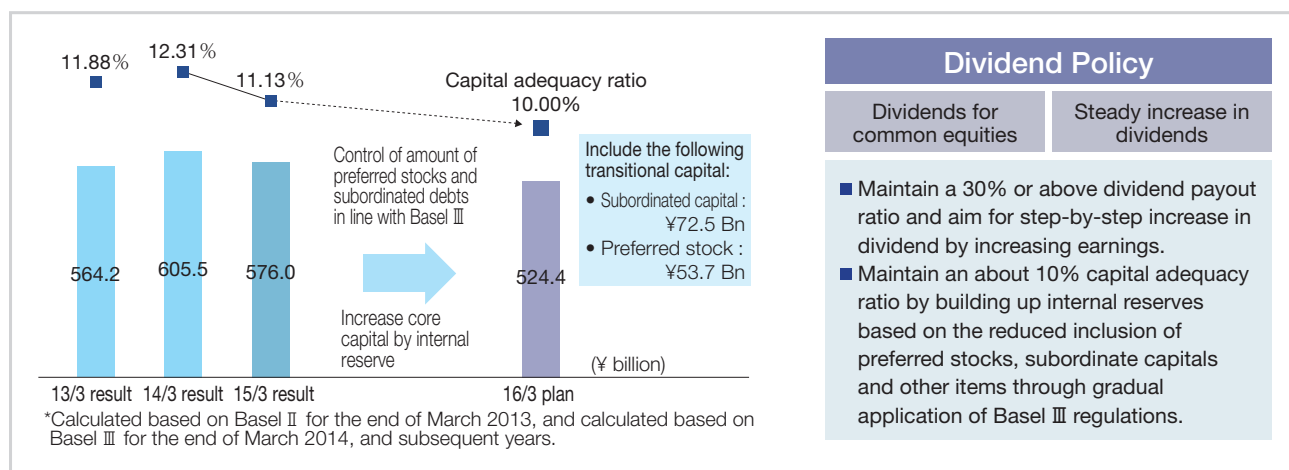 11.88%
12.31%
11.13%
Capital adequacy ratio
10.00%
Control of amount of
preferred stocks and
subordinated debts
in line with Basel Ⅲ
Increase core
capital by internal
reserve
Include the following
transitional capital:
• Subordinated capital :
¥72.5 Bn
• Preferred stock :
¥53.7 Bn
564.2
605.5
576.0
524.4
(¥ billion)
13/3 result
14/3 result
15/3 result
16/3 plan
*Calculated based on Basel Ⅱ for the end of March 2013, and calculated based on
Basel Ⅲ for the end of March 2014, and subsequent years.
Dividend Policy
Dividends for
common equities
Steady increase in
dividends
■ Maintain a 30% or above dividend payout
ratio and aim for step-by-step increase in
dividend by increasing earnings.
■ Maintain an about 10% capital adequacy
ratio by building up internal reserves
based on the reduced inclusion of
preferred stocks, subordinate capitals
and other items through gradual
application of Basel Ⅲ regulations.